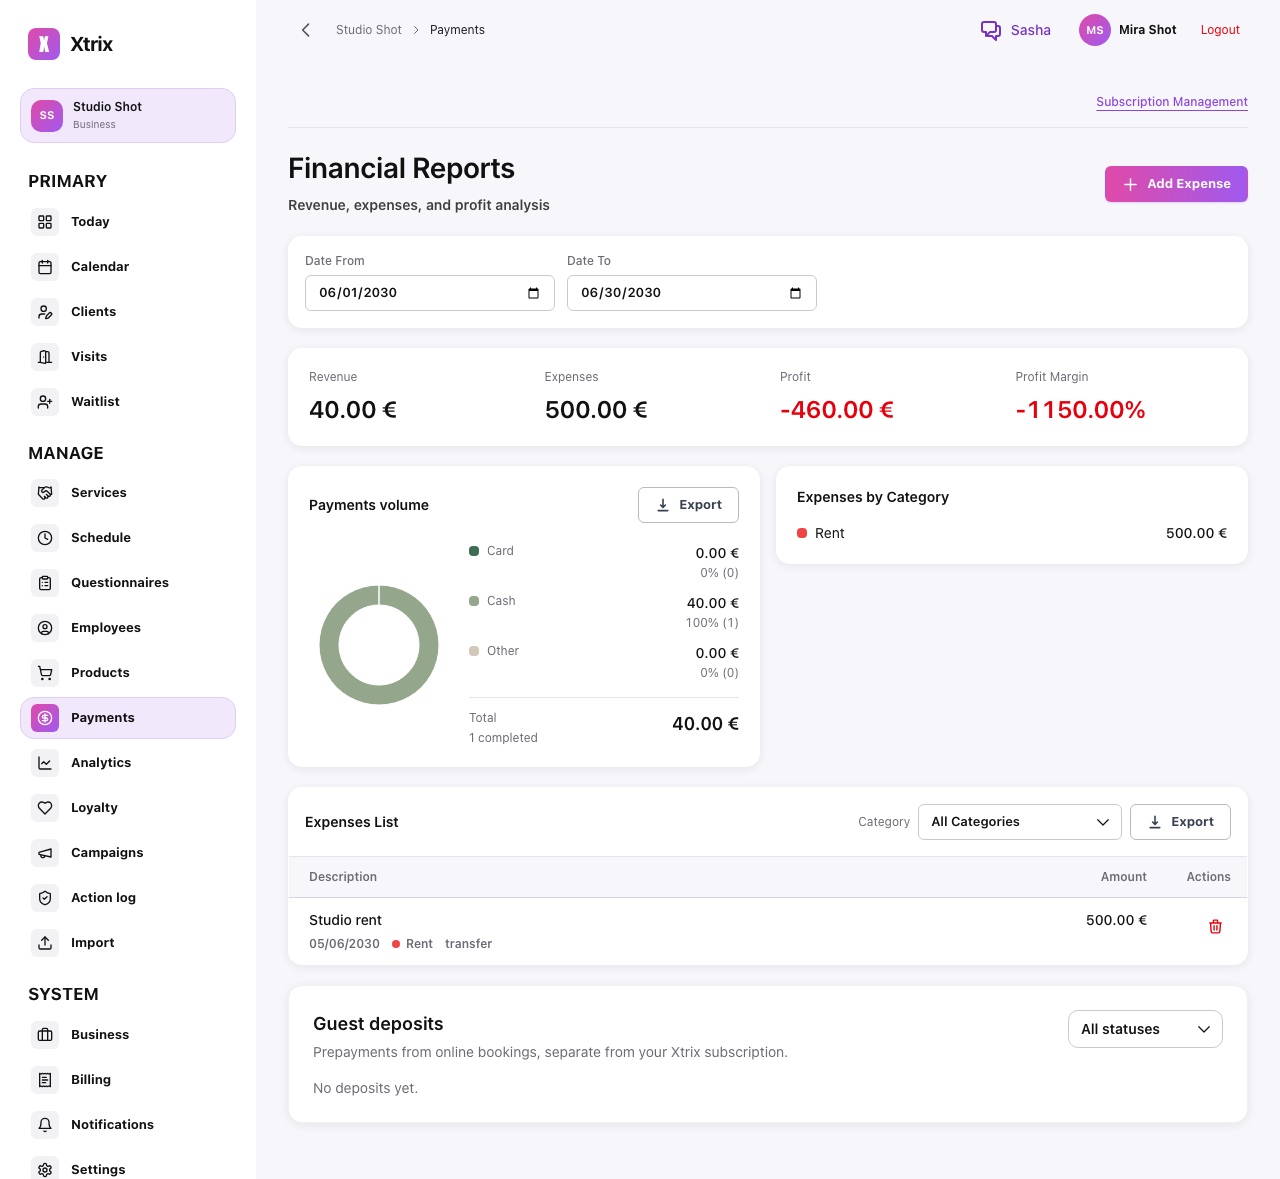 Xtrix
SS
Studio Shot
Business
PRIMARY
Today
Calendar
Clients
Visits
Waitlist
MANAGE
Services
Schedule
Questionnaires
Employees
Products
Payments
Analytics
Loyalty
Campaigns
Action log
Import
SYSTEM
Business
Billing
Notifications
Settings
Studio Shot
Payments
Sasha
MS
Mira Shot
Logout
Subscription Management
Financial Reports
Revenue, expenses, and profit analysis
Add Expense
Date From
06/01/2030
Date To
06/30/2030
Revenue
40.00 €
Expenses
500.00 €
Profit
-460.00 €
Profit Margin
-1150.00%
Payments volume
Export
Card
0.00 €
0% (0)
Cash
40.00 €
100% (1)
Other
0.00 €
0% (0)
Total
1 completed
40.00 €
Expenses by Category
Rent
500.00 €
Expenses List
Category
All Categories
Export
Description
Amount
Actions
Studio rent
500.00 €
05/06/2030
Rent
transfer
Guest deposits
All statuses
Prepayments from online bookings, separate from your Xtrix subscription.
No deposits yet.